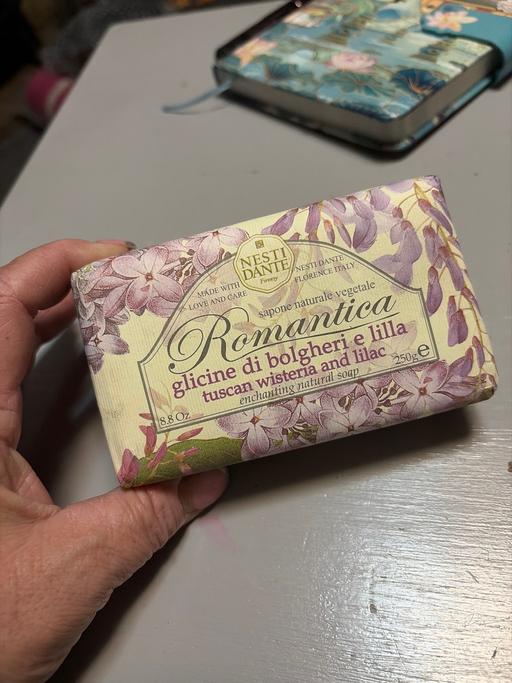 NESTI
DANTE
Firenze
MADE WITH
LOVE AND CARE
NESTI DANTE
FLORENCE ITALY
sapone naturale vegetale
Romantica
glicine di bolgheri e lilla
tuscan wisteria and lilac
enchanting natural soap
250g e
8.8 Oz